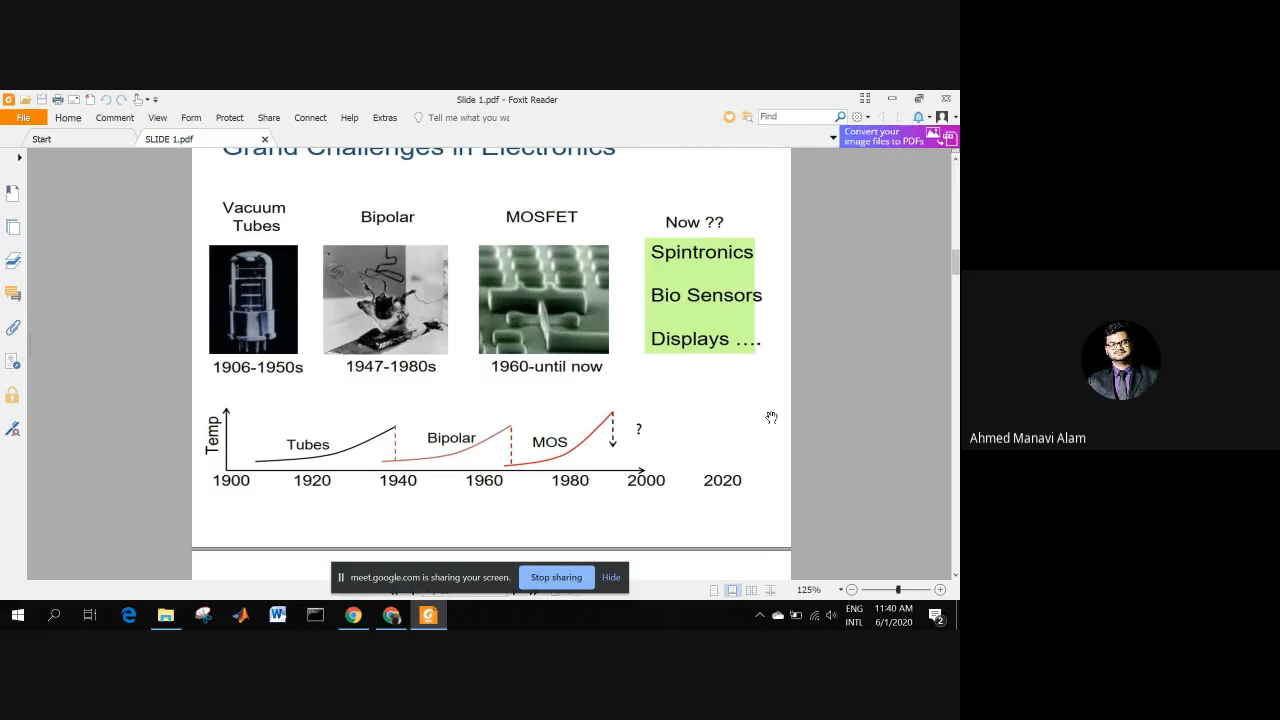 Slide 1.pdf - Foxit Reader
File Home Comment View Form Protect Share Connect Help Extras Tell me what you wa Find
Start SLIDE 1.pdf
Convert your
image files to PDFs
Grand Challenges in Electronics
Vacuum
Tubes
Bipolar
MOSFET
Now ??
Spintronics
Bio Sensors
Displays ....
1906-1950s
1947-1980s
1960-until now
Temp
Tubes
Bipolar
MOS
?
1900 1920 1940 1960 1980 2000 2020
Ahmed Manavi Alam
meet.google.com is sharing your screen. Stop sharing Hide
125%
ENG
INTL
11:40 AM
6/1/2020
2